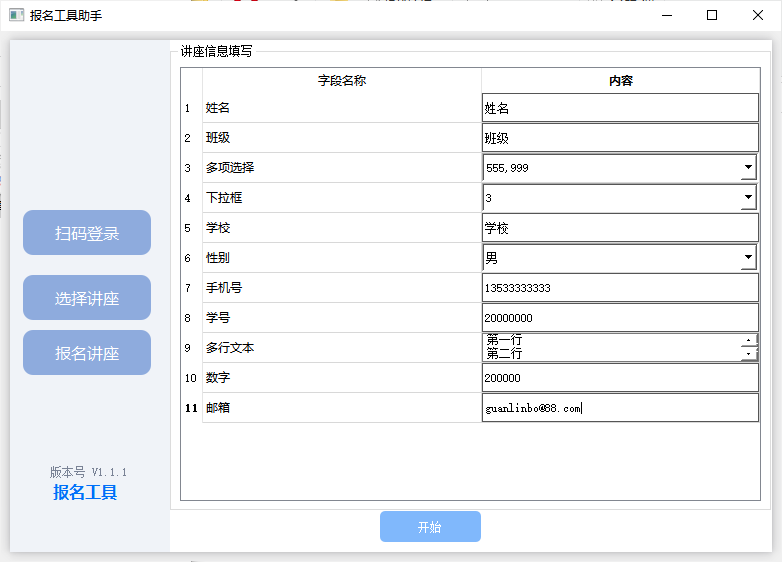 报名工具助手
讲座信息填写
字段名称 内容
1 姓名 姓名
2 班级 班级
3 多项选择 555,999
4 下拉框 3
5 学校 学校
6 性别 男
7 手机号 13533333333
8 学号 20000000
9 多行文本 第一行
第二行
10 数字 200000
11 邮箱 guanlinbo@88.com
扫码登录
选择讲座
报名讲座
版本号 V1.1.1
报名工具
开始